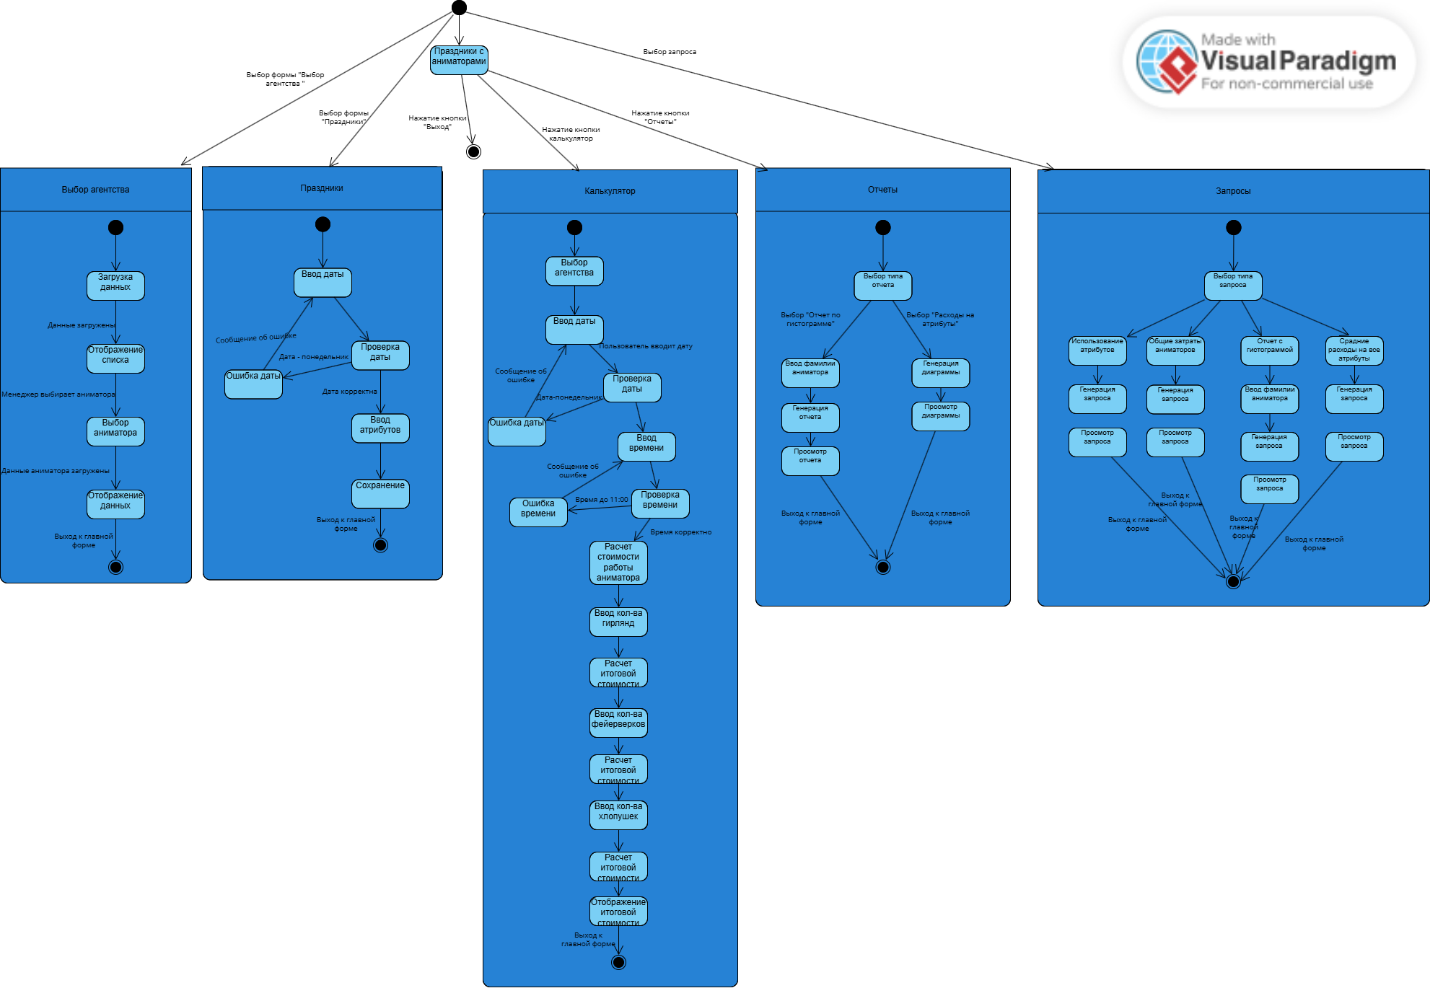 Made with
Visual Paradigm
For non-commercial use
Праздники с
аниматорами
Выбор формы "Выбор
агентства "
Выбор формы
"Праздники"
Нажатие кнопки
"Выход"
Нажатие кнопки
калькулятор
Нажатие кнопки
"Отчеты"
Выбор запроса
Выбор агентства
Загрузка
данных
Данные загружены
Отображение
списка
Менеджер выбирает аниматора
Выбор
аниматора
Данные аниматора загружены
Отображение
данных
Выход к главной
форме
Праздники
Ввод даты
Сообщение об ошибке
Проверка
даты
Дата - понедельник
Ошибка даты
Дата корректна
Ввод
атрибутов
Сохранение
Выход к главной
форме
Калькулятор
Выбор
агентства
Ввод даты
Пользователь вводит дату
Сообщение об
ошибке
Проверка
даты
Дата-понедельник
Ошибка даты
Ввод
времени
Сообщение об
ошибке
Проверка
времени
Время до 11:00
Ошибка
времени
Время корректно
Расчет
стоимости
работы
аниматора
Ввод кол-ва
гирлянд
Расчет
итоговой
стоимости
Ввод кол-ва
фейерверков
Расчет
итоговой
стоимости
Ввод кол-ва
хлопушек
Расчет
итоговой
стоимости
Отображение
итоговой
стоимости
Выход к
главной форме
Отчеты
Выбор типа
отчета
Выбор "Отчет по
гистограмме"
Выбор "Расходы на
атрибуты"
Ввод фамилии
аниматора
Генерация
отчета
Просмотр
отчета
Генерация
диаграммы
Просмотр
диаграммы
Выход к главной
форме
Выход к главной
форме
Запросы
Выбор типа
запроса
Использование
атрибутов
Генерация
запроса
Просмотр
запроса
Общие затраты
аниматоров
Генерация
запроса
Просмотр
запроса
Отчет с
гистограммой
Ввод фамилии
аниматора
Генерация
запроса
Просмотр
запроса
Срадние
расходы на все
атрибуты
Генерация
запроса
Просмотр
запроса
Выход к главной
форме
Выход к
главной форме
Выход к
главной
форме
Выход к главной
форме